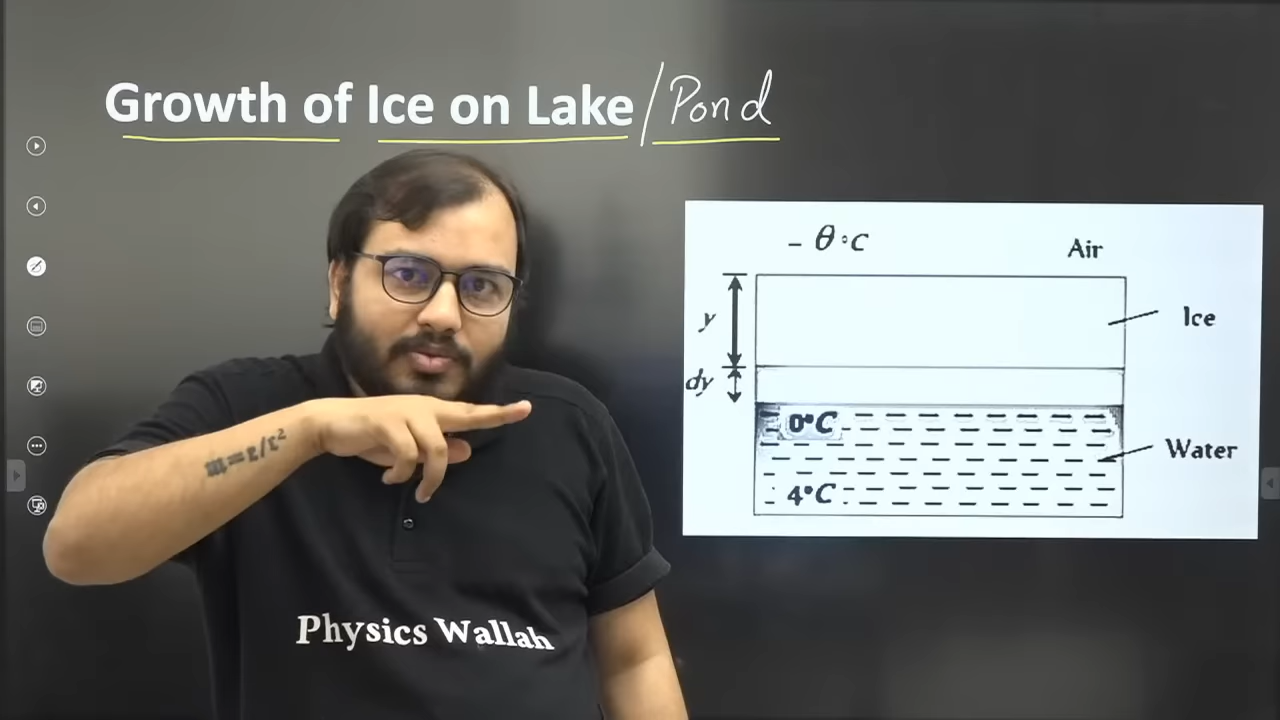 Growth of Ice on Lake/Pond
- θ°C Air
y
Ice
dy
0°C
Water
4°C
Physics Wallah